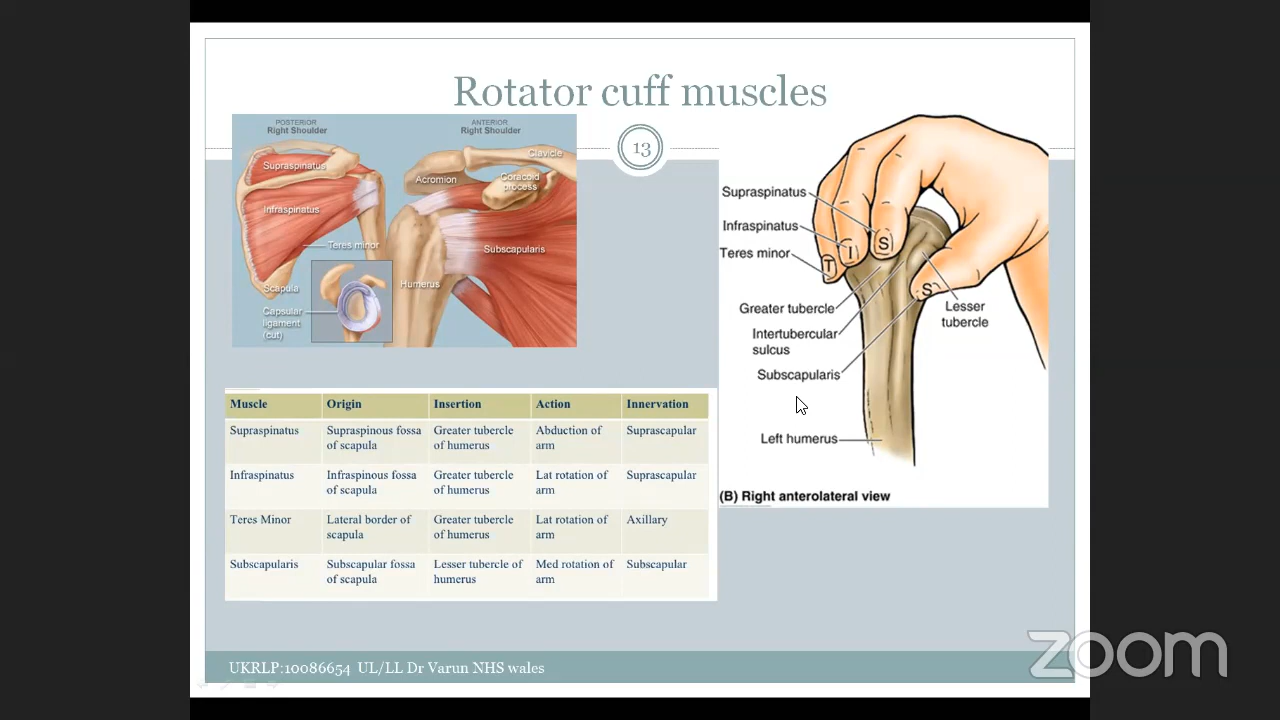 Rotator cuff muscles
13
POSTERIOR
Right Shoulder
ANTERIOR
Right Shoulder
Supraspinatus
Infraspinatus
Teres minor
Scapula
Capsular
ligament
(cut)
Clavicle
Acromion
Coracoid
process
Subscapularis
Humerus
Supraspinatus
Infraspinatus
Teres minor
T
I
S
S
Greater tubercle
Intertubercular
sulcus
Subscapularis
Lesser
tubercle
Left humerus
(B) Right anterolateral view
Muscle Origin Insertion Action Innervation
Supraspinatus Supraspinous fossa Greater tubercle Abduction of Suprascapular
of scapula of humerus arm
Infraspinatus Infraspinous fossa Greater tubercle Lat rotation of Suprascapular
of scapula of humerus arm
Teres Minor Lateral border of Greater tubercle Lat rotation of Axillary
scapula of humerus arm
Subscapularis Subscapular fossa Lesser tubercle of Med rotation of Subscapular
of scapula humerus arm
UKRLP:10086654 UL/LL Dr Varun NHS wales
zoom